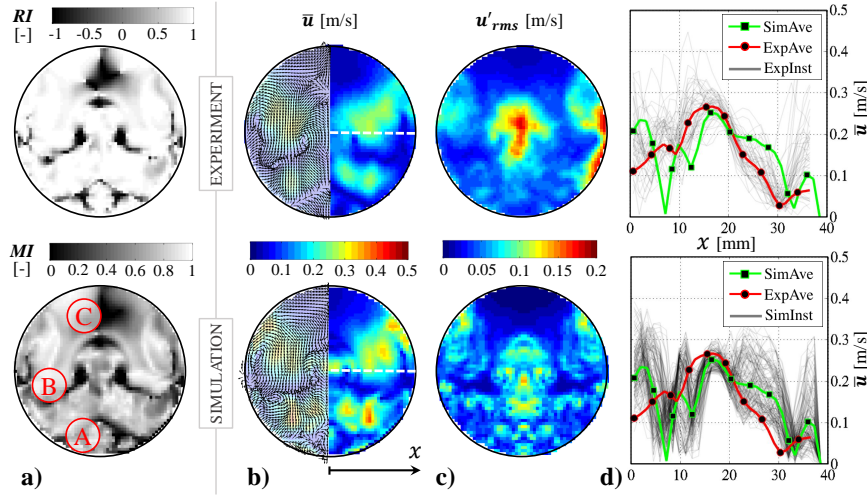 RI
[-]
-1 -0.5 0 0.5 1
MI
[-]
0 0.2 0.4 0.6 0.8 1
C
B
A
a)
EXPERIMENT
SIMULATION
u̅ [m/s]
0 0.1 0.2 0.3 0.4 0.5
x
b)
u'rms [m/s]
0 0.05 0.1 0.15 0.2
c)
SimAve
ExpAve
ExpInst
0.5
0.4
0.3
0.2
0.1
0
u̅ [m/s]
0 10 20 30 40
x [mm]
SimAve
ExpAve
SimInst
0.5
0.4
0.3
0.2
0.1
0
u̅ [m/s]
0 10 20 30 40
d)